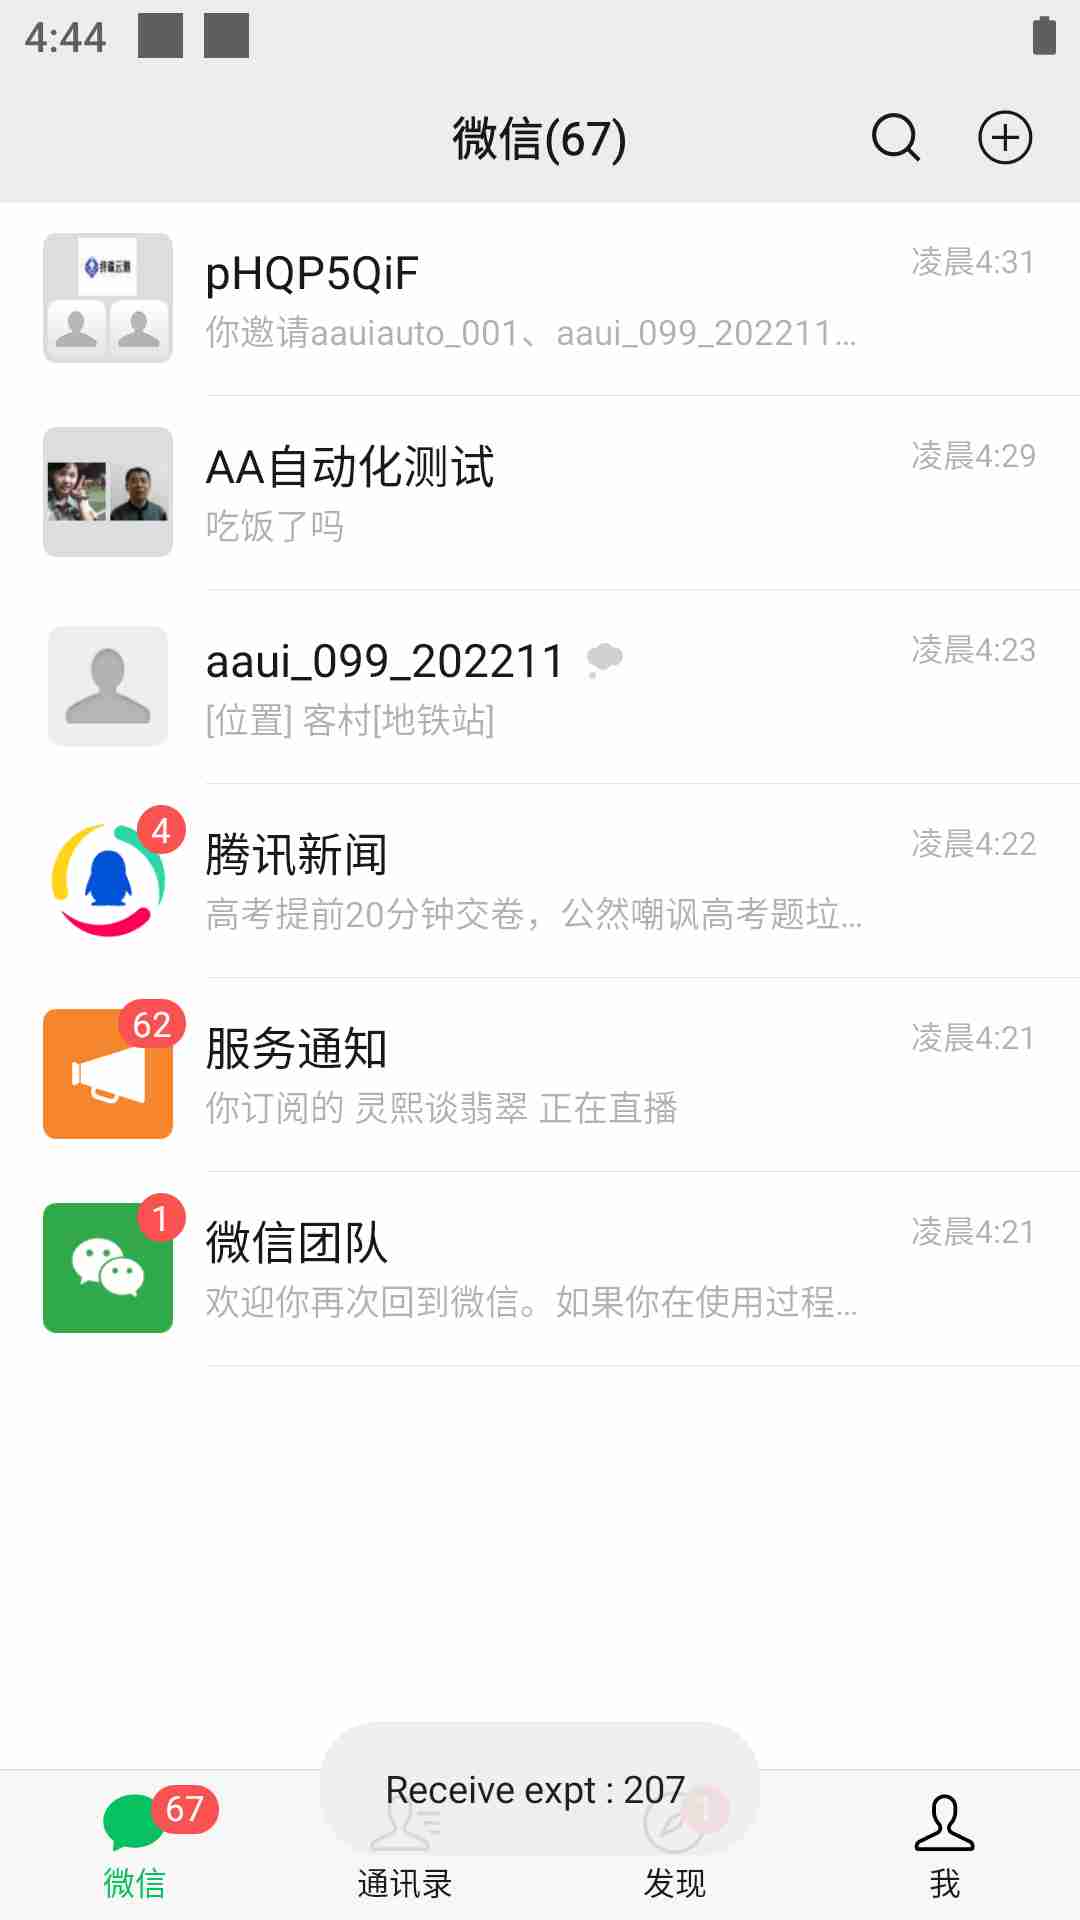 4:44
微信(67)
终端云测
pHQP5QiF
凌晨4:31
你邀请aauiauto_001、aaui_099_202211...
AA自动化测试
凌晨4:29
吃饭了吗
aaui_099_202211
凌晨4:23
[位置] 客村[地铁站]
4
腾讯新闻
凌晨4:22
高考提前20分钟交卷，公然嘲讽高考题垃...
62
服务通知
凌晨4:21
你订阅的 灵熙谈翡翠 正在直播
1
微信团队
凌晨4:21
欢迎你再次回到微信。如果你在使用过程...
Receive expt : 207
67
1
微信
通讯录
发现
我